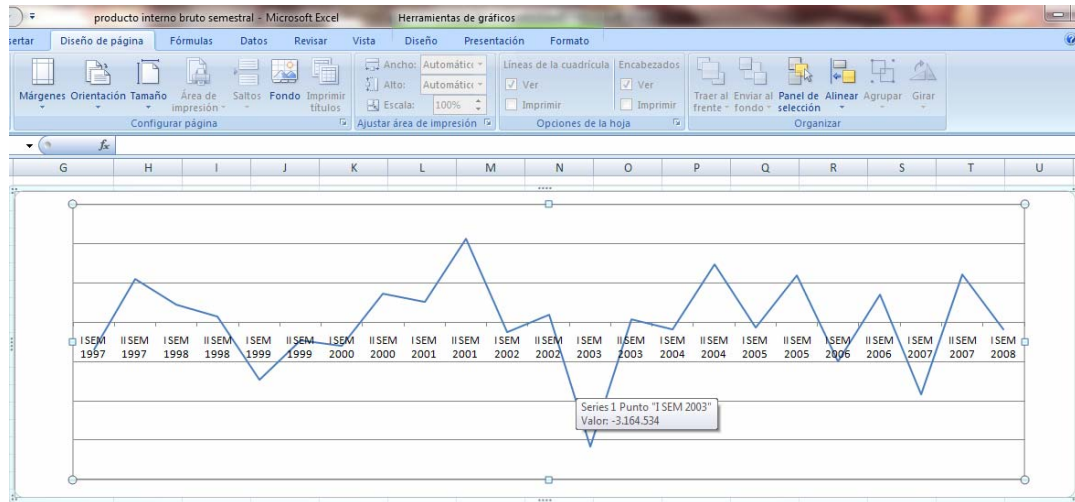 producto interno bruto semestral - Microsoft Excel
Herramientas de gráficos
sertar Diseño de página Fórmulas Datos Revisar Vista Diseño Presentación Formato
Márgenes Orientación Tamaño Área de impresión Saltos Fondo Imprimir títulos
Configurar página
Ancho: Automátic
Alto: Automátic
Escala: 100%
Ajustar área de impresión
Líneas de la cuadrícula Encabezados
Ver Ver
Imprimir Imprimir
Opciones de la hoja
Traer al frente Enviar al fondo Panel de selección Alinear Agrupar Girar
Organizar
fx
G H I J K L M N O P Q R S T U
I SEM II SEM I SEM II SEM I SEM II SEM I SEM II SEM I SEM II SEM I SEM II SEM I SEM II SEM I SEM II SEM I SEM II SEM I SEM II SEM I SEM II SEM I SEM
1997 1997 1998 1998 1999 1999 2000 2000 2001 2001 2002 2002 2003 2003 2004 2004 2005 2005 2006 2006 2007 2007 2008
Series 1 Punto "I SEM 2003"
Valor: -3.164.534